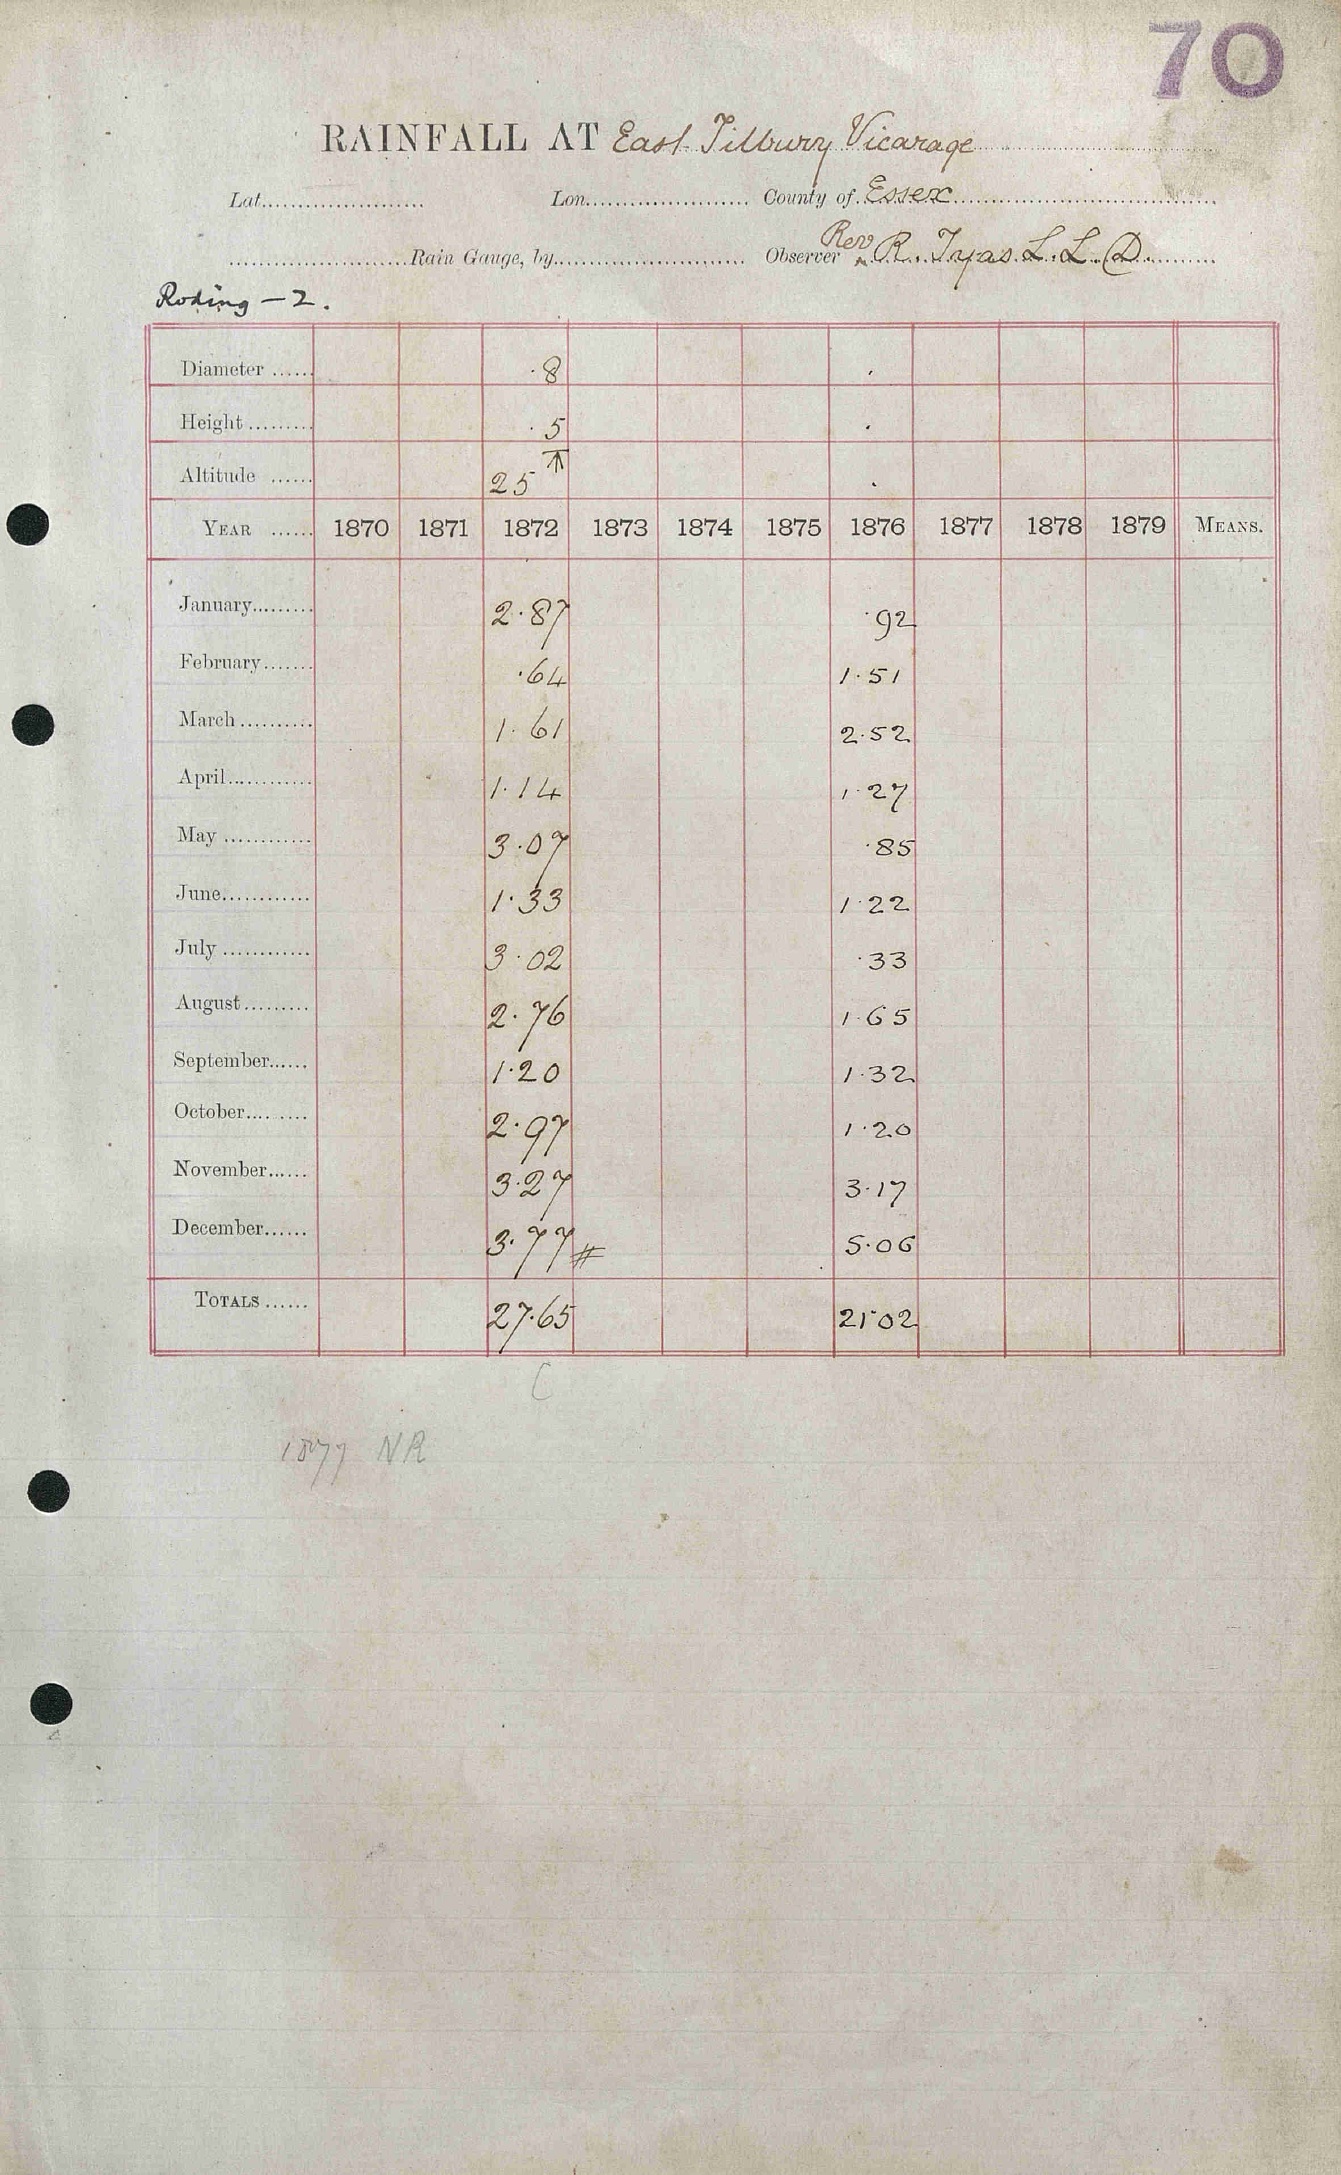 70
RAINFALL AT East Tilbury Vicarage
Lat. Lon. County of Essex
Rain Gauge, by Observer Rev R. Tyas L. L. D.
Roding - 2.
Diameter ...... ·8 ·
Height ......... ·5 ·
Altitude ...... 25 ·
YEAR ...... 1870 1871 1872 1873 1874 1875 1876 1877 1878 1879 MEANS.
January......... 2·87 ·92
February....... ·64 1·51
March .......... 1·61 2·52
April............ 1·14 1·27
May ............ 3·07 ·85
June............ 1·33 1·22
July ............ 3·02 ·33
August......... 2·76 1·65
September...... 1·20 1·32
October......... 2·97 1·20
November...... 3·27 3·17
December...... 3·77# 5·06
TOTALS ...... 27·65 21·02
C
1877 NR